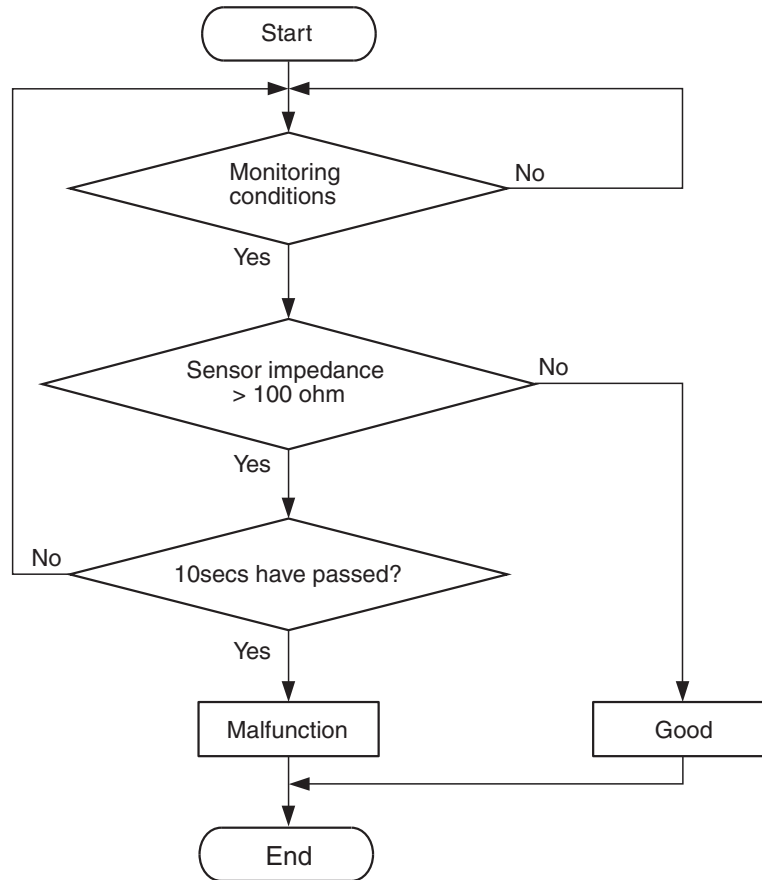 Start
Monitoring
conditions
No
Yes
Sensor impedance
> 100 ohm
No
Yes
10secs have passed?
No
Yes
Malfunction
Good
End